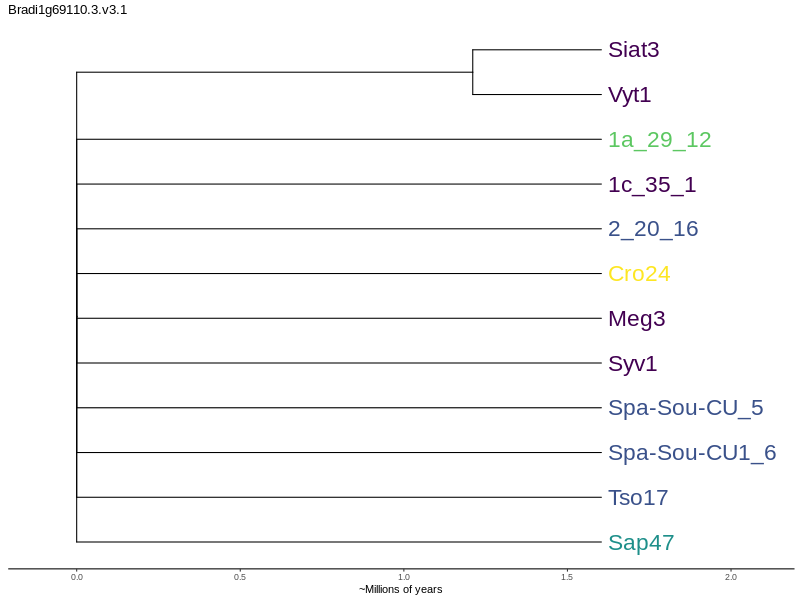 Bradi1g69110.3.v3.1
Siat3
Vyt1
1a_29_12
1c_35_1
2_20_16
Cro24
Meg3
Syv1
Spa-Sou-CU_5
Spa-Sou-CU1_6
Tso17
Sap47
0.0 0.5 1.0 1.5 2.0
~Millions of years